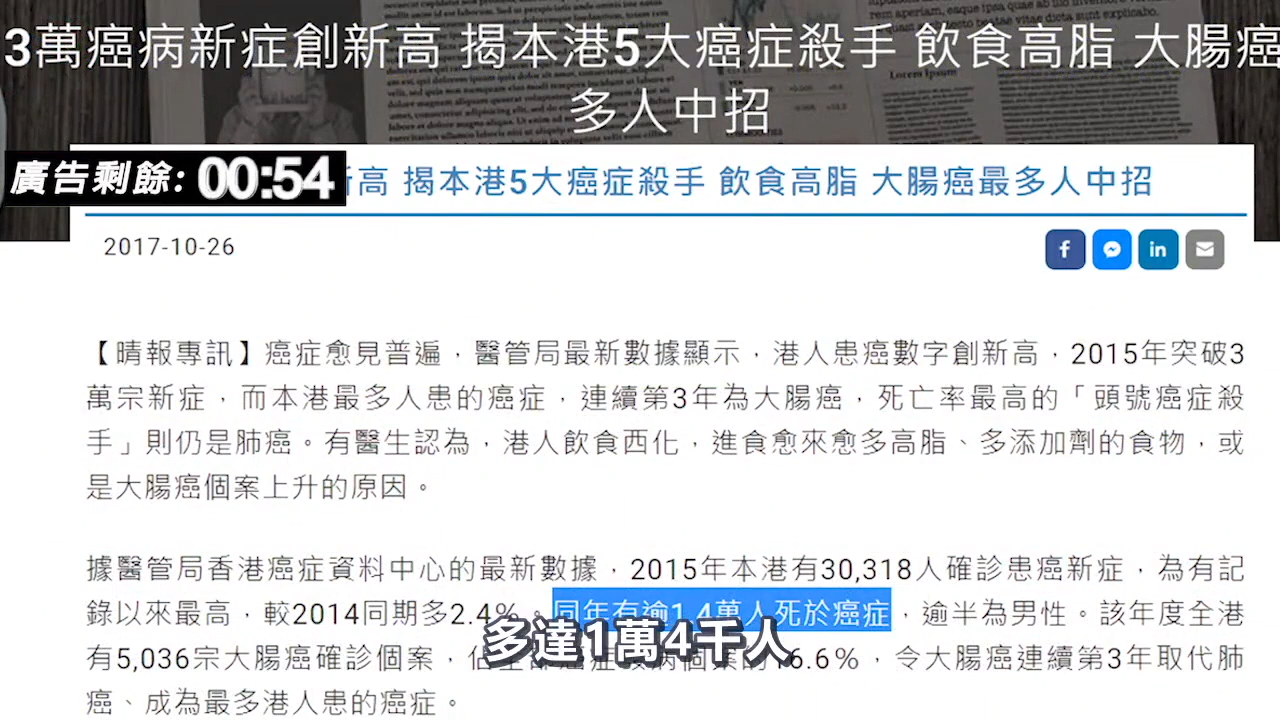 3萬癌病新症創新高 揭本港5大癌症殺手 飲食高脂 大腸癌
多人中招
廣告剩餘: 00:54
新高 揭本港5大癌症殺手 飲食高脂 大腸癌最多人中招
2017-10-26
【晴報專訊】癌症愈見普遍，醫管局最新數據顯示，港人患癌數字創新高，2015年突破3
萬宗新症，而本港最多人患的癌症，連續第3年為大腸癌，死亡率最高的「頭號癌症殺
手」則仍是肺癌。有醫生認為，港人飲食西化，進食愈來愈多高脂、多添加劑的食物，或
是大腸癌個案上升的原因。
據醫管局香港癌症資料中心的最新數據，2015年本港有30,318人確診患癌新症，為有記
錄以來最高，較2014同期多2.4%。同年有逾1.4萬人死於癌症，逾半為男性。該年度全港
多達1萬4千人
有5,036宗大腸癌確診個案，佔全部癌症發病個案的16.6%，令大腸癌連續第3年取代肺
癌、成為最多港人患的癌症。